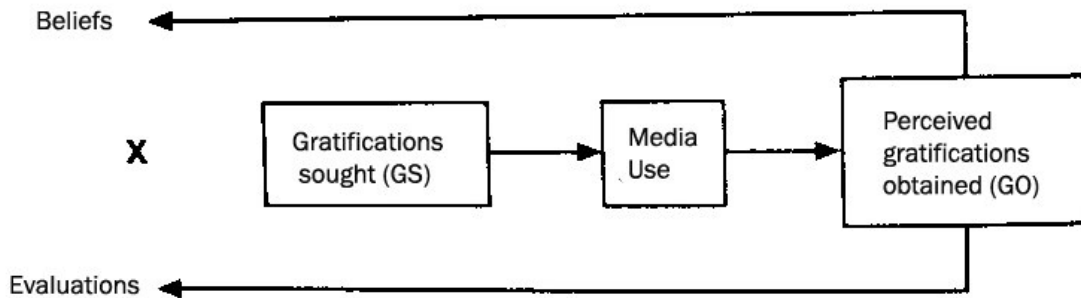 Beliefs
X
Gratifications
sought (GS)
Media
Use
Perceived
gratifications
obtained (GO)
Evaluations